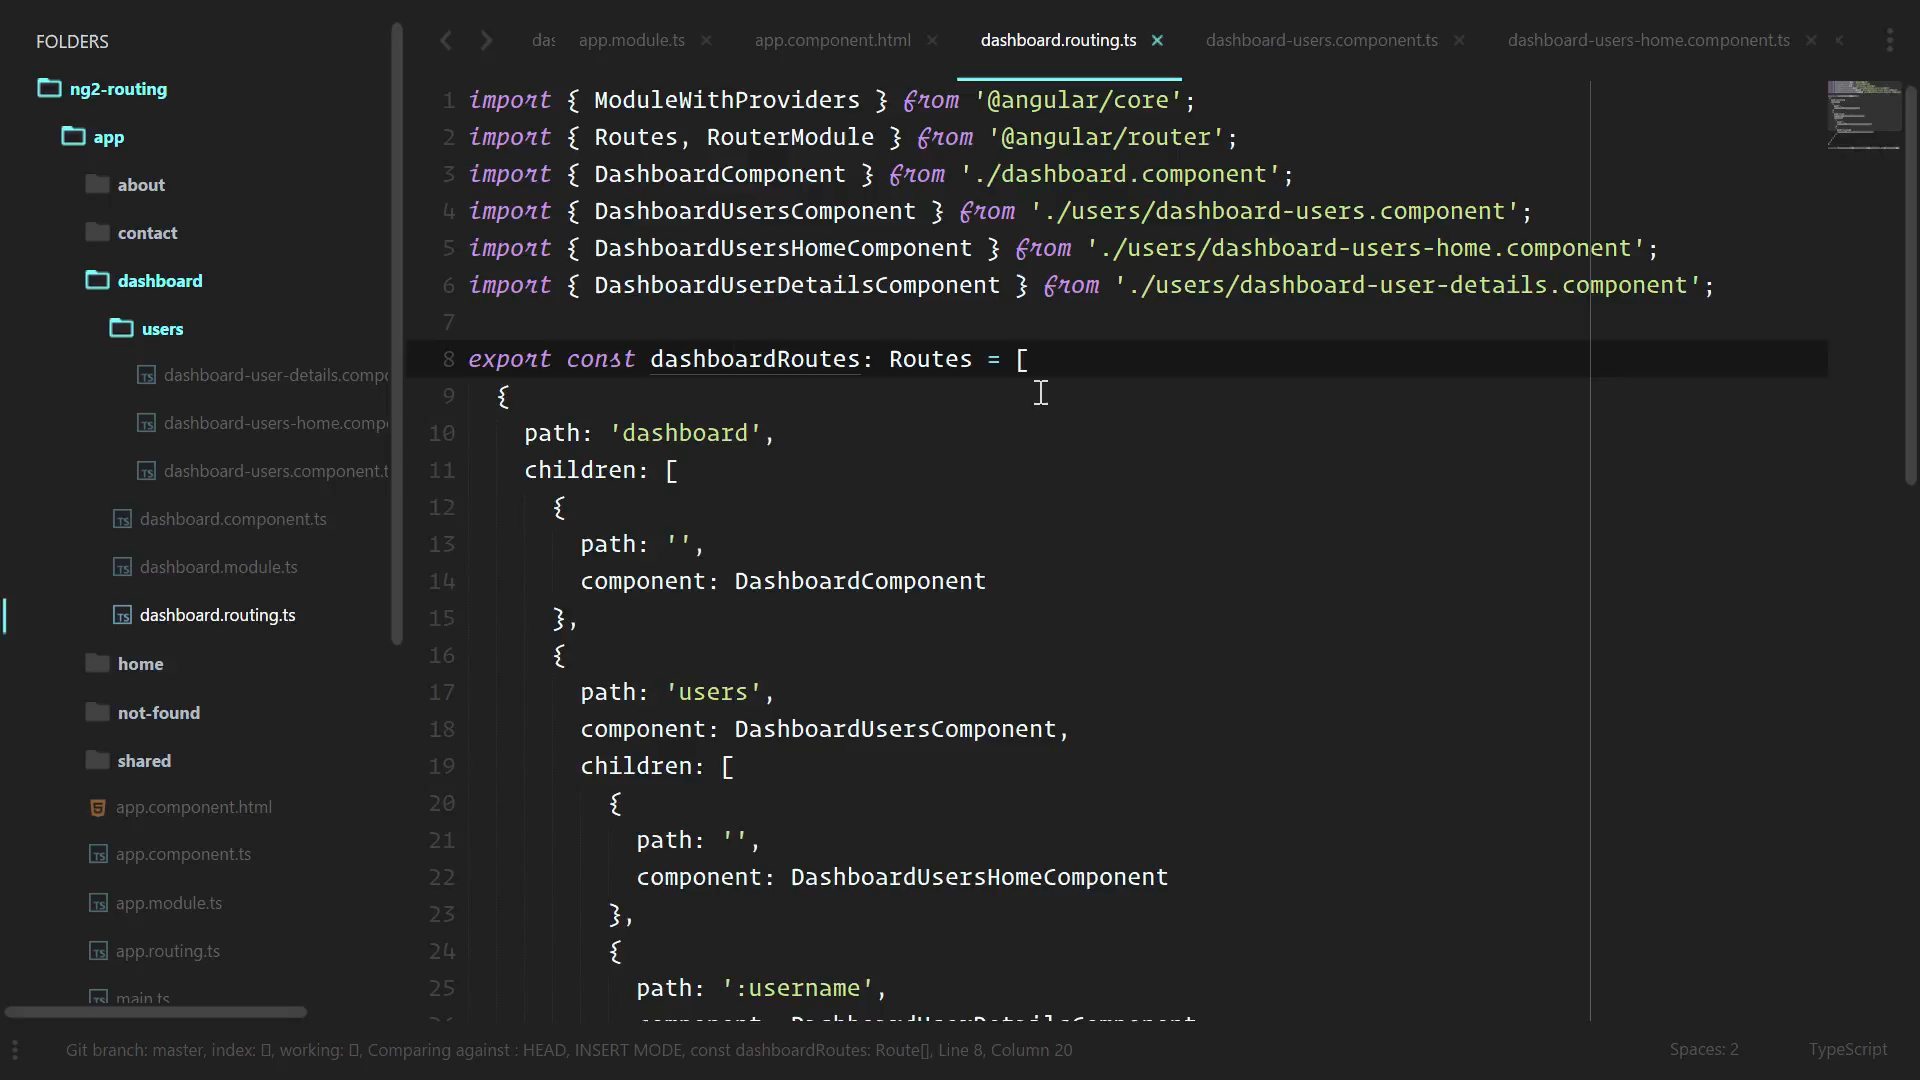 FOLDERS
ng2-routing
app
about
contact
dashboard
users
dashboard-user-details.comp
dashboard-users-home.comp
dashboard-users.component.t
dashboard.component.ts
dashboard.module.ts
dashboard.routing.ts
home
not-found
shared
app.component.html
app.component.ts
app.module.ts
app.routing.ts
main.ts
das app.module.ts app.component.html dashboard.routing.ts dashboard-users.component.ts dashboard-users-home.component.ts
1 import { ModuleWithProviders } from '@angular/core';
2 import { Routes, RouterModule } from '@angular/router';
3 import { DashboardComponent } from './dashboard.component';
4 import { DashboardUsersComponent } from './users/dashboard-users.component';
5 import { DashboardUsersHomeComponent } from './users/dashboard-users-home.component';
6 import { DashboardUserDetailsComponent } from './users/dashboard-user-details.component';
7
8 export const dashboardRoutes: Routes = [
9 {
10 path: 'dashboard',
11 children: [
12 {
13 path: '',
14 component: DashboardComponent
15 },
16 {
17 path: 'users',
18 component: DashboardUsersComponent,
19 children: [
20 {
21 path: '',
22 component: DashboardUsersHomeComponent
23 },
24 {
25 path: ':username',
26 component: DashboardUserDetailsComponent
Git branch: master, index: ▯, working: ▯, Comparing against : HEAD, INSERT MODE, const dashboardRoutes: Route[], Line 8, Column 20
Spaces: 2 TypeScript